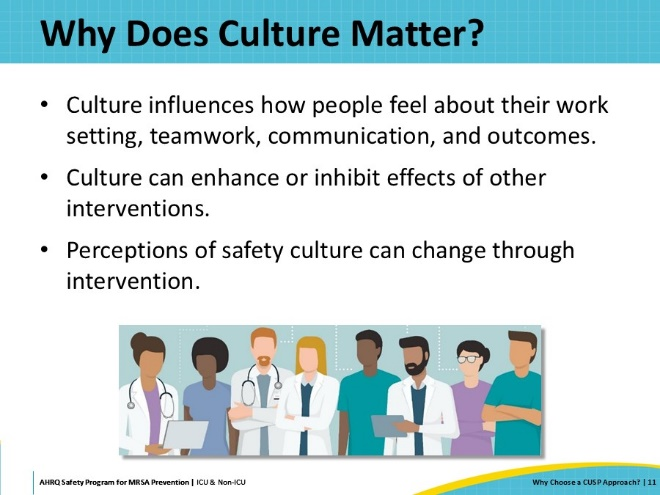 Why Does Culture Matter?
• Culture influences how people feel about their work
setting, teamwork, communication, and outcomes.
• Culture can enhance or inhibit effects of other
interventions.
• Perceptions of safety culture can change through
intervention.
AHRQ Safety Program for MRSA Prevention | ICU & Non-ICU
Why Choose a CUSP Approach? | 11